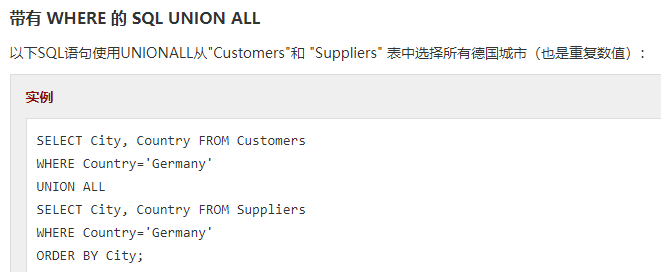 带有 WHERE 的 SQL UNION ALL
以下SQL语句使用UNIONALL从"Customers"和 "Suppliers" 表中选择所有德国城市（也是重复数值）：
实例
SELECT City, Country FROM Customers
WHERE Country='Germany'
UNION ALL
SELECT City, Country FROM Suppliers
WHERE Country='Germany'
ORDER BY City;